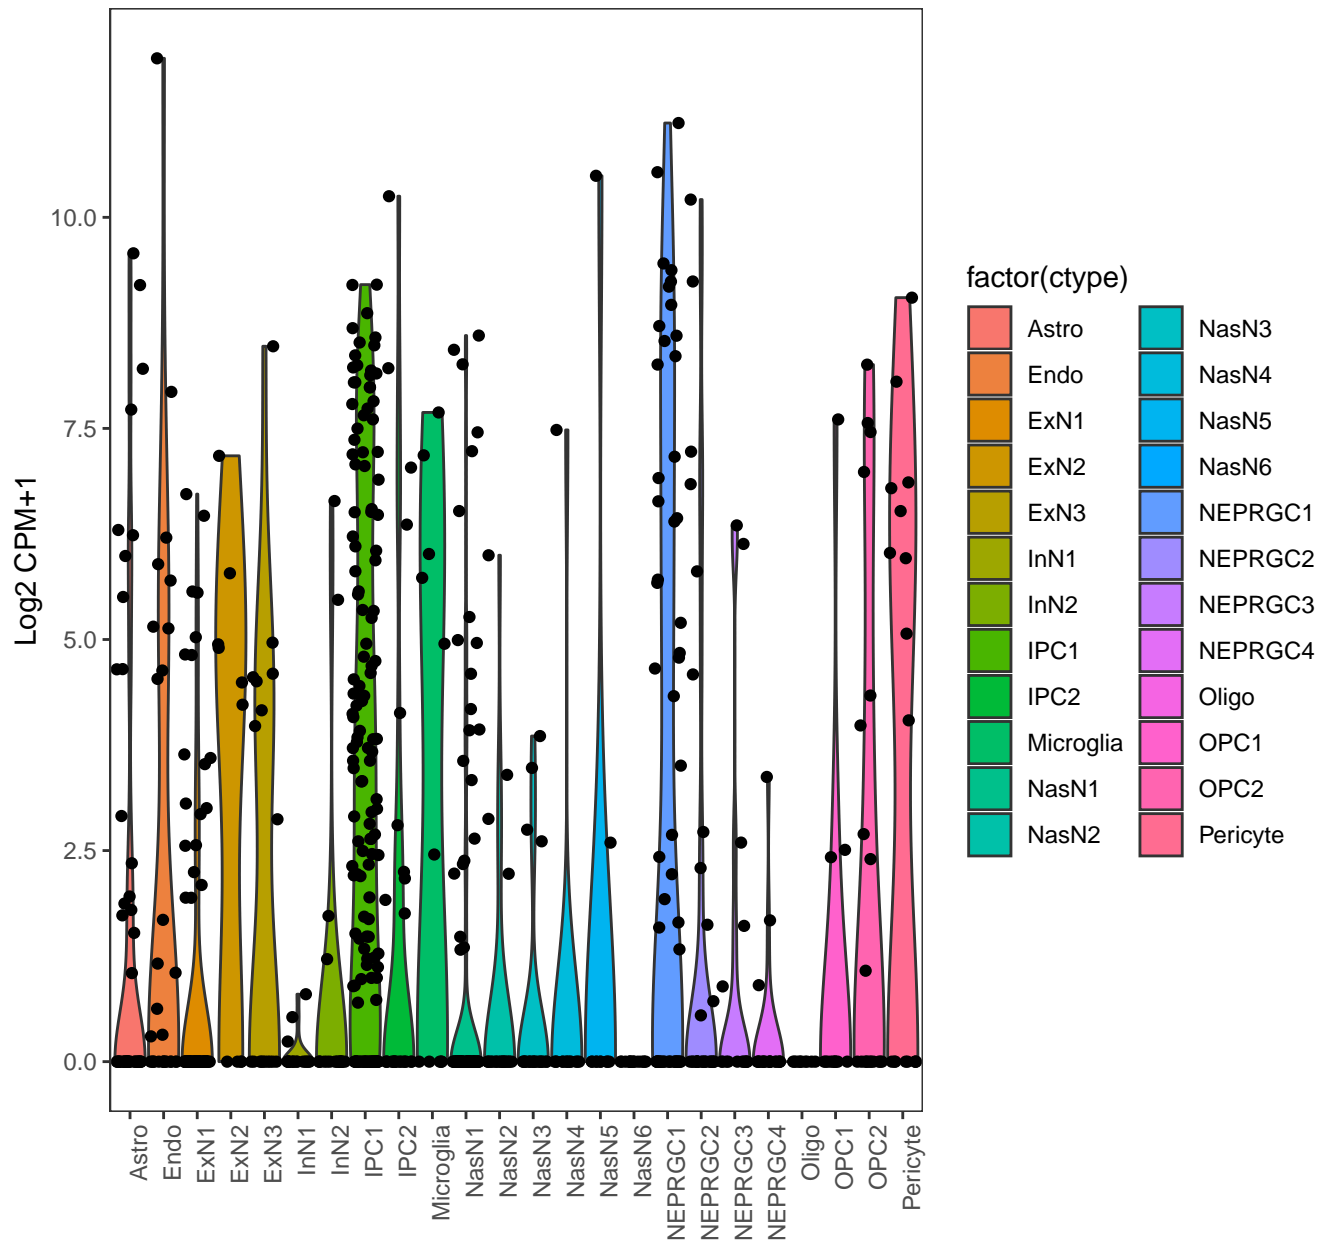 10.0
7.5
5.0
2.5
0.0
Log2 CPM+1
Astro
Endo
ExN1
ExN2
ExN3
InN1
InN2
IPC1
IPC2
Microglia
NasN1
NasN2
NasN3
NasN4
NasN5
NasN6
NEPRGC1
NEPRGC2
NEPRGC3
NEPRGC4
Oligo
OPC1
OPC2
Pericyte
factor(ctype)
Astro
Endo
ExN1
ExN2
ExN3
InN1
InN2
IPC1
IPC2
Microglia
NasN1
NasN2
NasN3
NasN4
NasN5
NasN6
NEPRGC1
NEPRGC2
NEPRGC3
NEPRGC4
Oligo
OPC1
OPC2
Pericyte